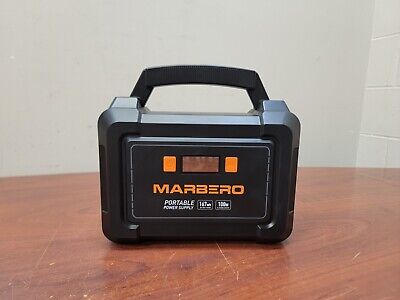 MARBERO
PORTABLE
POWER SUPPLY
167Wh
100W